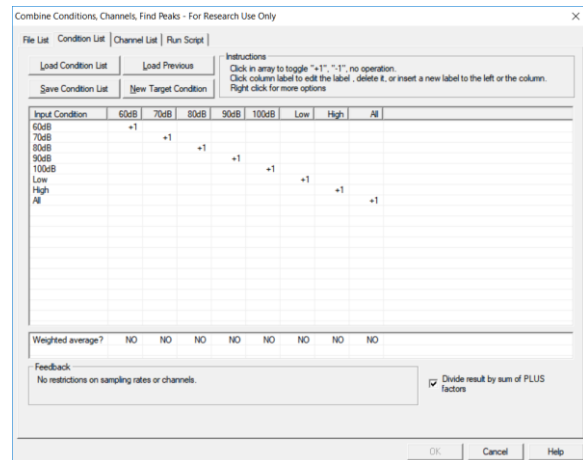 Combine Conditions, Channels, Find Peaks - For Research Use Only
File List Condition List Channel List Run Script
Load Condition List Load Previous
Save Condition List New Target Condition
Instructions
Click in array to toggle "+1", "-1", no operation.
Click column label to edit the label , delete it, or insert a new label to the left or the column.
Right click for more options
Input Condition 60dB 70dB 80dB 90dB 100dB Low High All
60dB +1
70dB +1
80dB +1
90dB +1
100dB +1
Low +1
High +1
All +1
Weighted average? NO NO NO NO NO NO NO NO
Feedback
No restrictions on sampling rates or channels.
Divide result by sum of PLUS
factors
OK Cancel Help